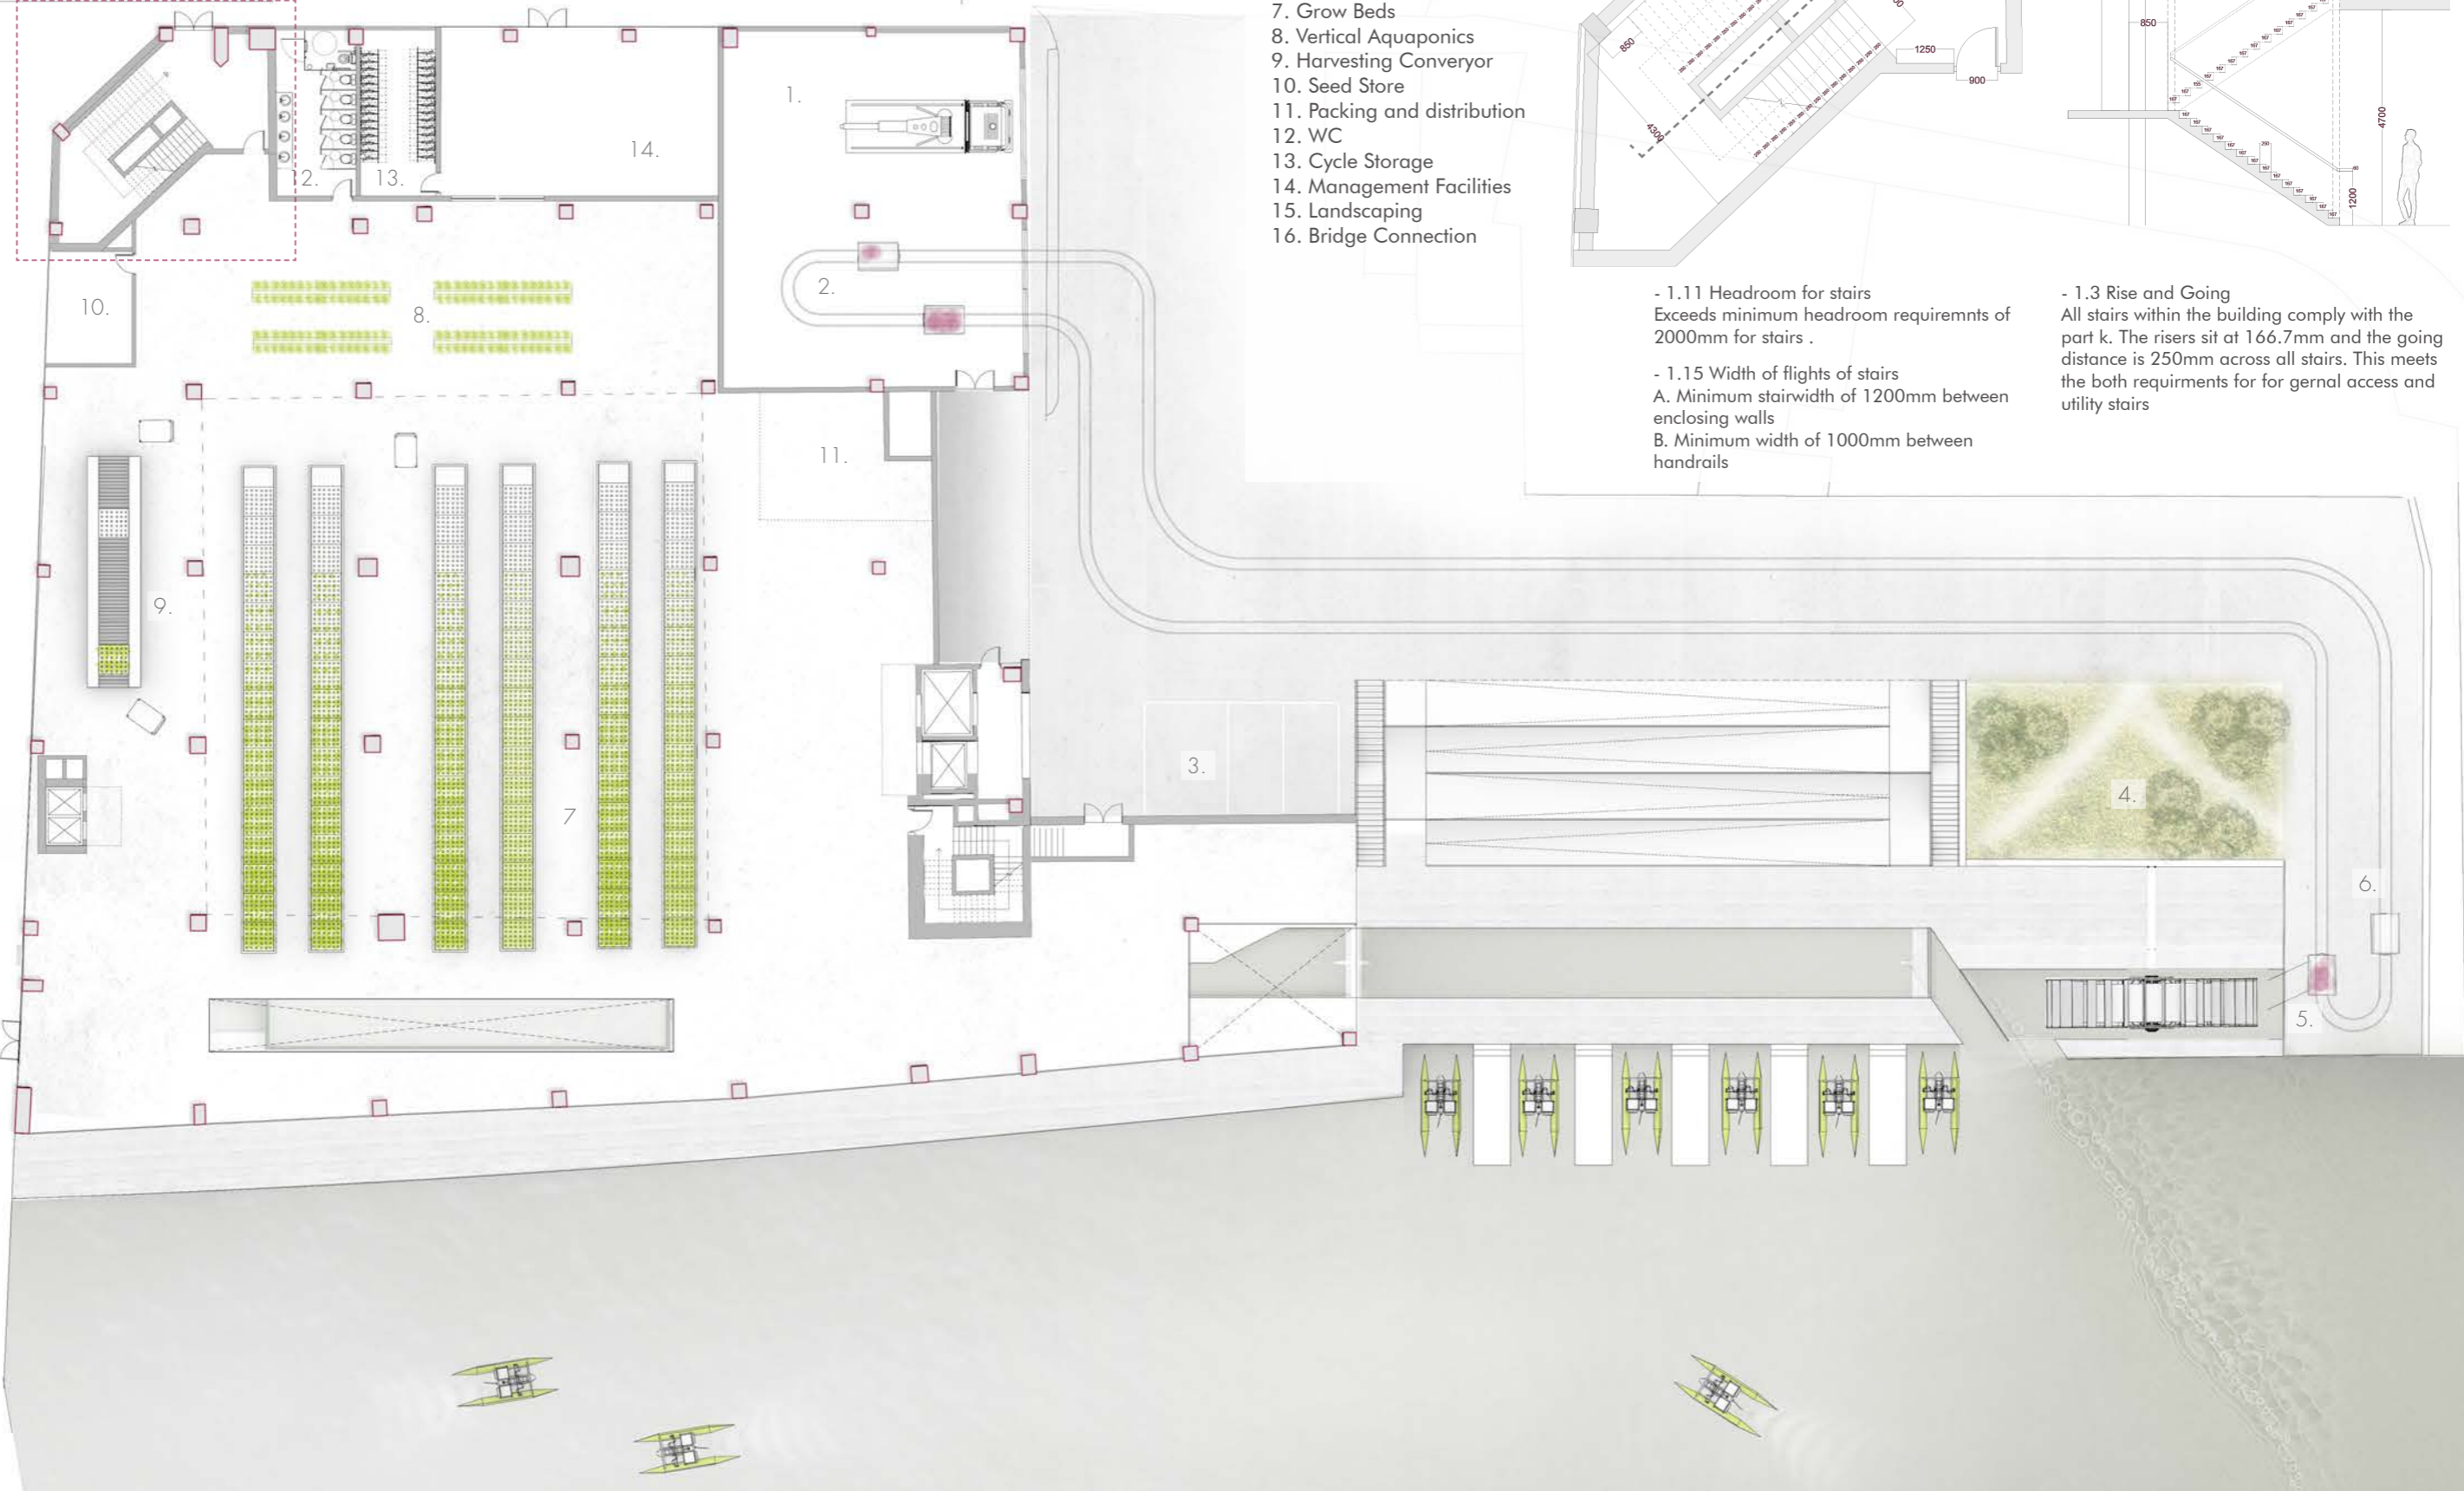 7. Grow Beds
8. Vertical Aquaponics
9. Harvesting Converyor
10. Seed Store
11. Packing and distribution
12. WC
13. Cycle Storage
14. Management Facilities
15. Landscaping
16. Bridge Connection
850
4300
1250
900
850
4700
1200
- 1.11 Headroom for stairs
Exceeds minimum headroom requiremnts of
2000mm for stairs .
- 1.15 Width of flights of stairs
A. Minimum stairwidth of 1200mm between
enclosing walls
B. Minimum width of 1000mm between
handrails
- 1.3 Rise and Going
All stairs within the building comply with the
part k. The risers sit at 166.7mm and the going
distance is 250mm across all stairs. This meets
the both requirments for for gernal access and
utility stairs
1.
14.
12.
13.
2.
10.
8.
11.
9.
3.
4.
7
6.
5.